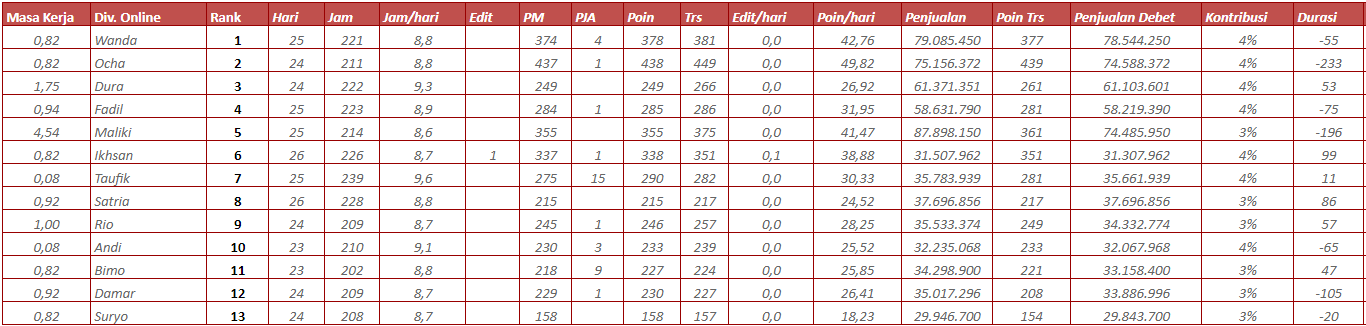 Masa Kerja Div. Online Rank Hari Jam Jam/hari Edit PM PJA Poin Trs Edit/hari Poin/hari Penjualan Poin Trs Penjualan Debet Kontribusi Durasi
0,82 Wanda 1 25 221 8,8 374 4 378 381 0,0 42,76 79.085.450 377 78.544.250 4% -55
0,82 Ocha 2 24 211 8,8 437 1 438 449 0,0 49,82 75.156.372 439 74.588.372 4% -233
1,75 Dura 3 24 222 9,3 249 249 266 0,0 26,92 61.371.351 261 61.103.601 4% 53
0,94 Fadil 4 25 223 8,9 284 1 285 286 0,0 31,95 58.631.790 281 58.219.390 4% -75
4,54 Maliki 5 25 214 8,6 355 355 375 0,0 41,47 87.898.150 361 74.485.950 3% -196
0,82 Ikhsan 6 26 226 8,7 1 337 1 338 351 0,1 38,88 31.507.962 351 31.307.962 4% 99
0,08 Taufik 7 25 239 9,6 275 15 290 282 0,0 30,33 35.783.939 281 35.661.939 4% 11
0,92 Satria 8 26 228 8,8 215 215 217 0,0 24,52 37.696.856 217 37.696.856 3% 86
1,00 Rio 9 24 209 8,7 245 1 246 257 0,0 28,25 35.533.374 249 34.332.774 3% 57
0,08 Andi 10 23 210 9,1 230 3 233 239 0,0 25,52 32.235.068 233 32.067.968 4% -65
0,82 Bimo 11 23 202 8,8 218 9 227 224 0,0 25,85 34.298.900 221 33.158.400 3% 47
0,92 Damar 12 24 209 8,7 229 1 230 227 0,0 26,41 35.017.296 208 33.886.996 3% -105
0,82 Suryo 13 24 208 8,7 158 158 157 0,0 18,23 29.946.700 154 29.843.700 3% -20